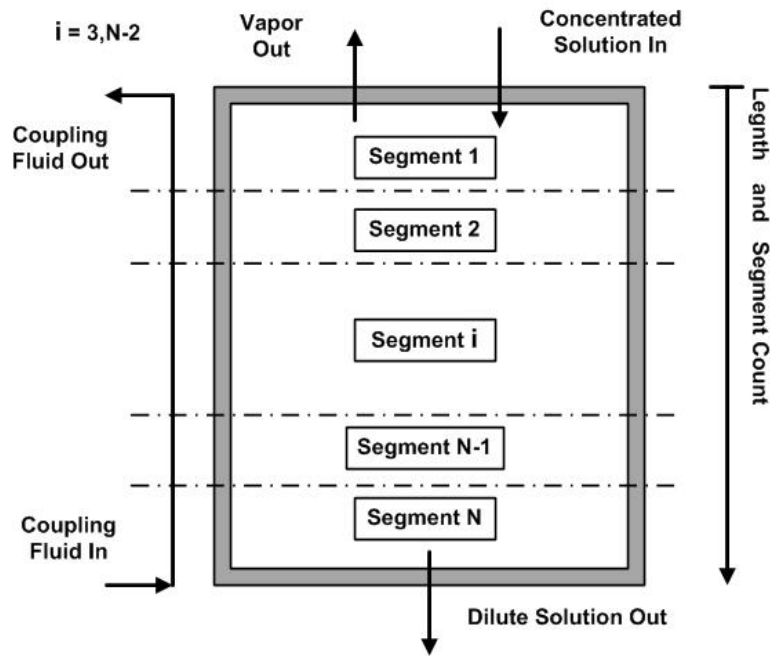 i = 3,N-2
Vapor
Out
Concentrated
Solution In
Coupling
Fluid Out
Segment 1
Segment 2
Segment i
Segment N-1
Segment N
Coupling
Fluid In
Dilute Solution Out
Legnth and Segment Count